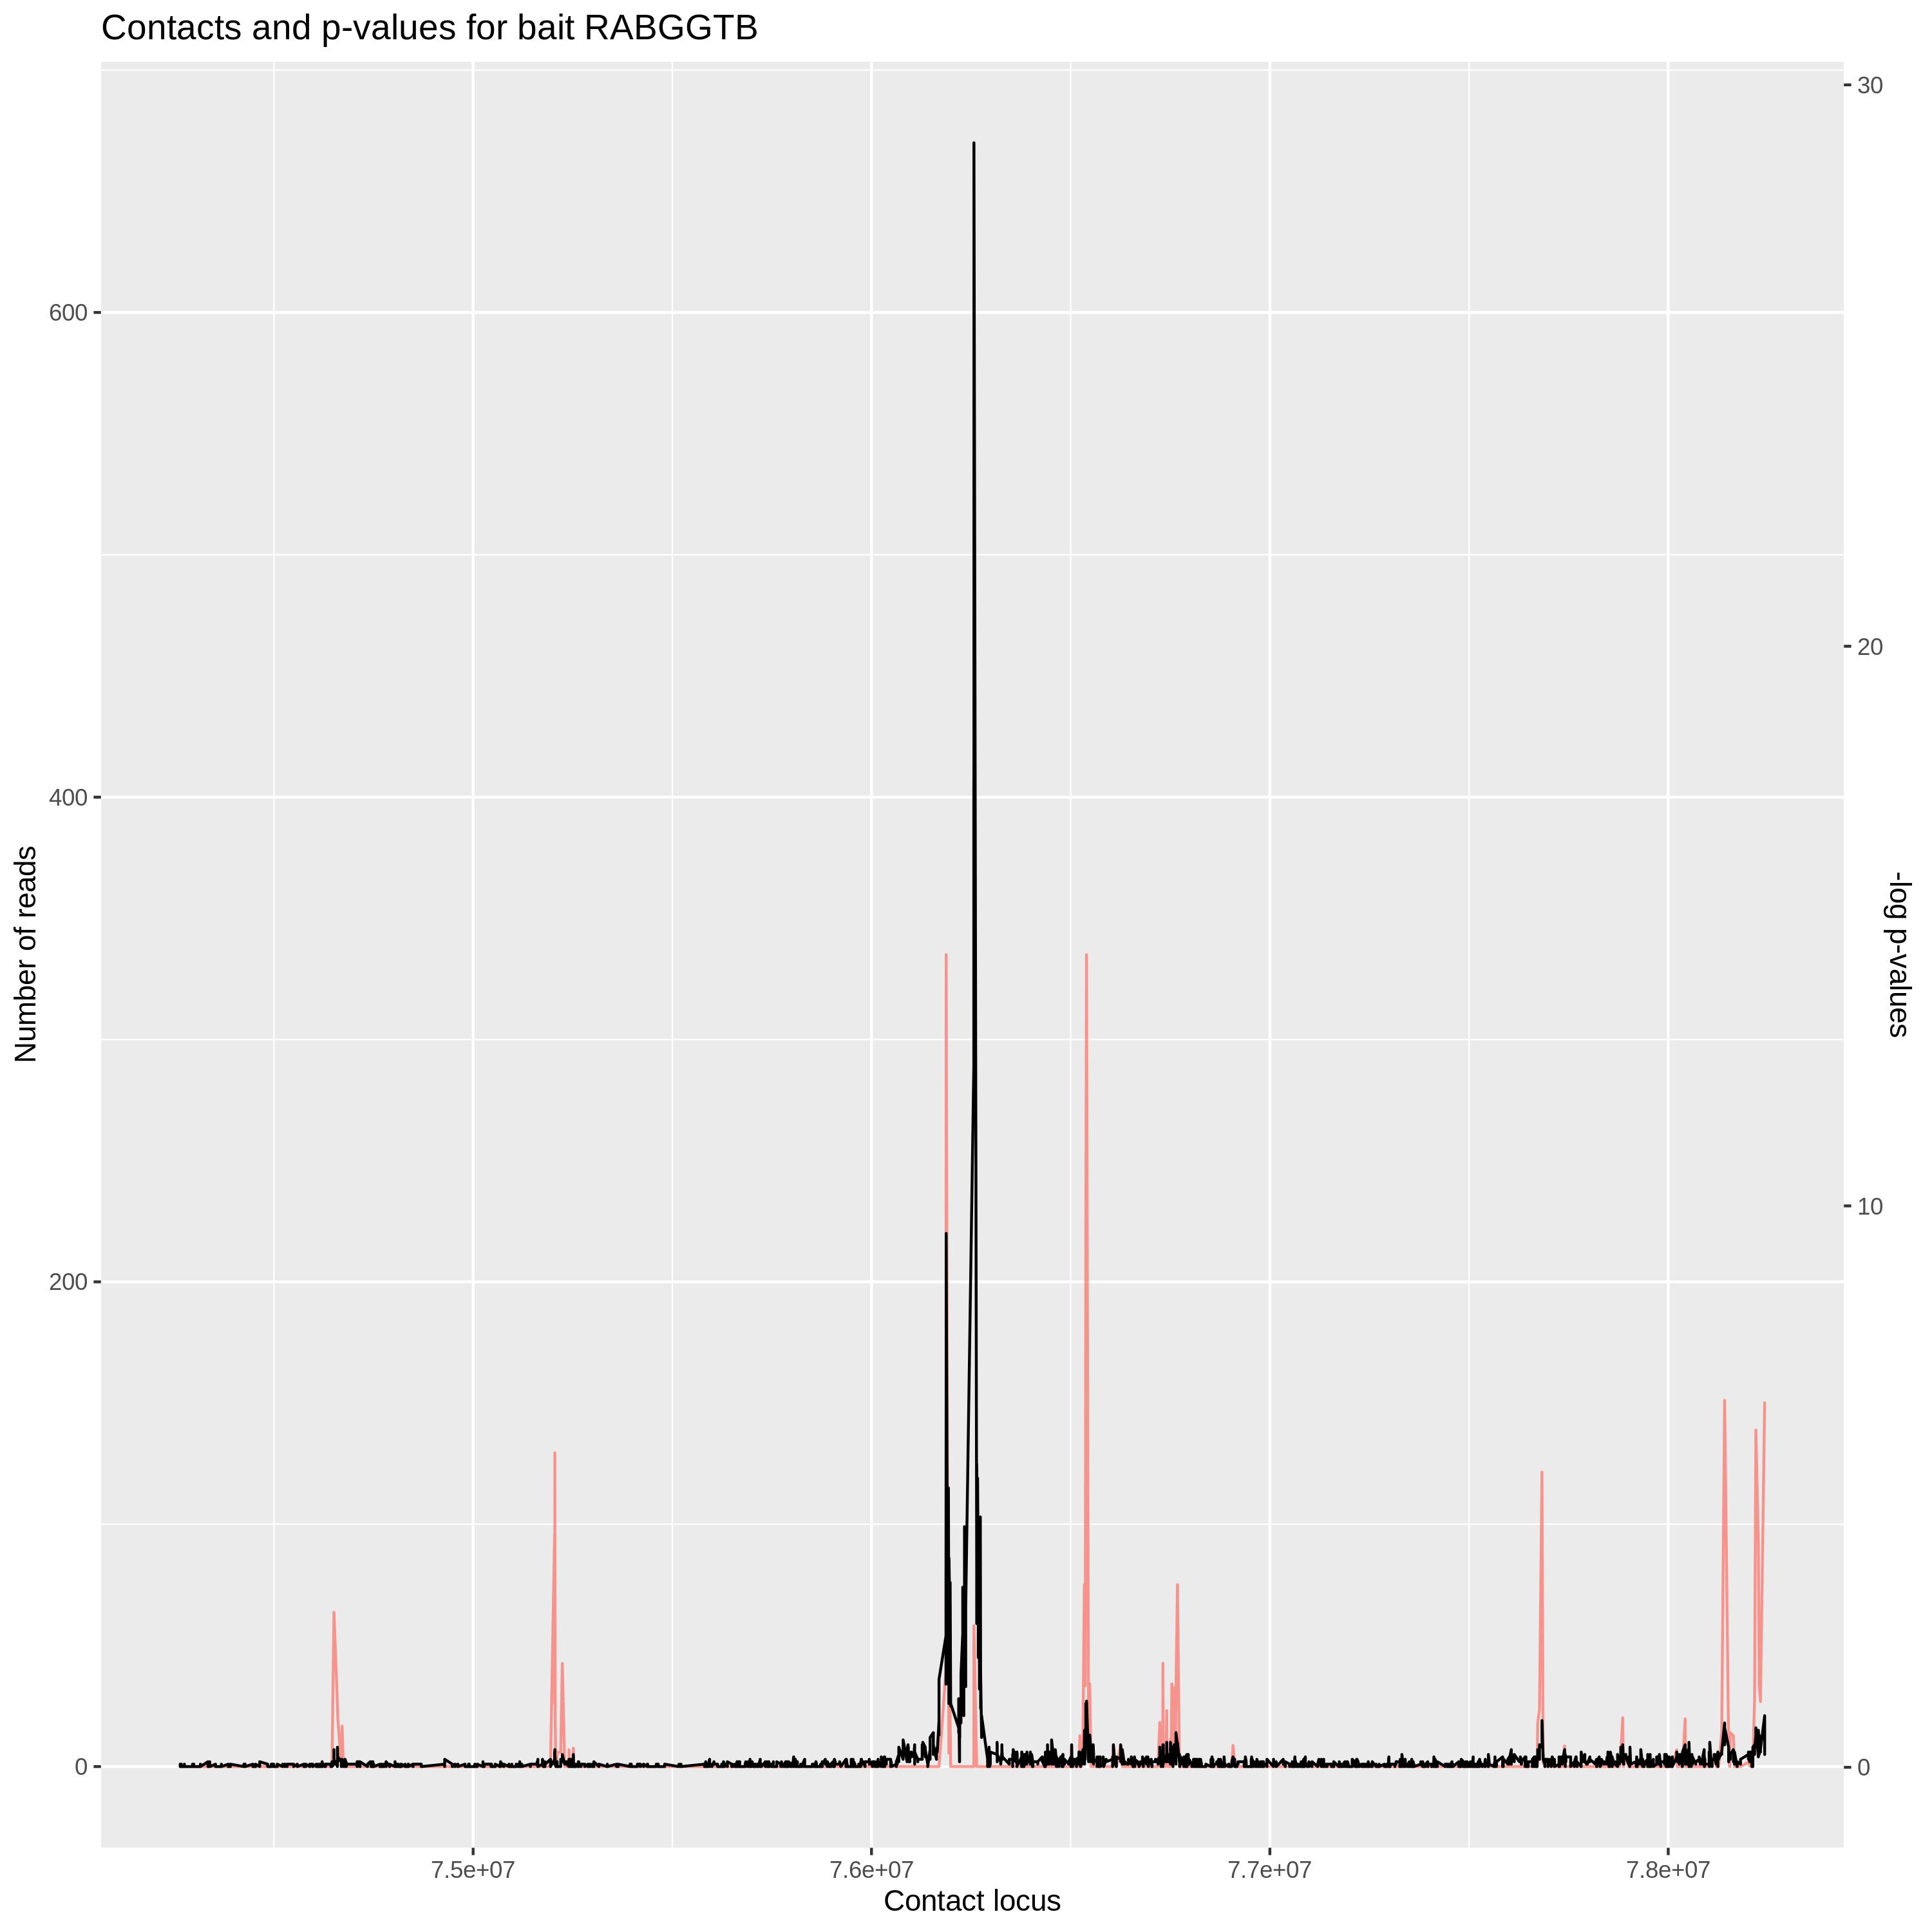 Contacts and p-values for bait RABGGTB
30
600
20
400
Number of reads
-log p-values
10
200
0
0
7.5e+07
7.6e+07
7.7e+07
7.8e+07
Contact locus